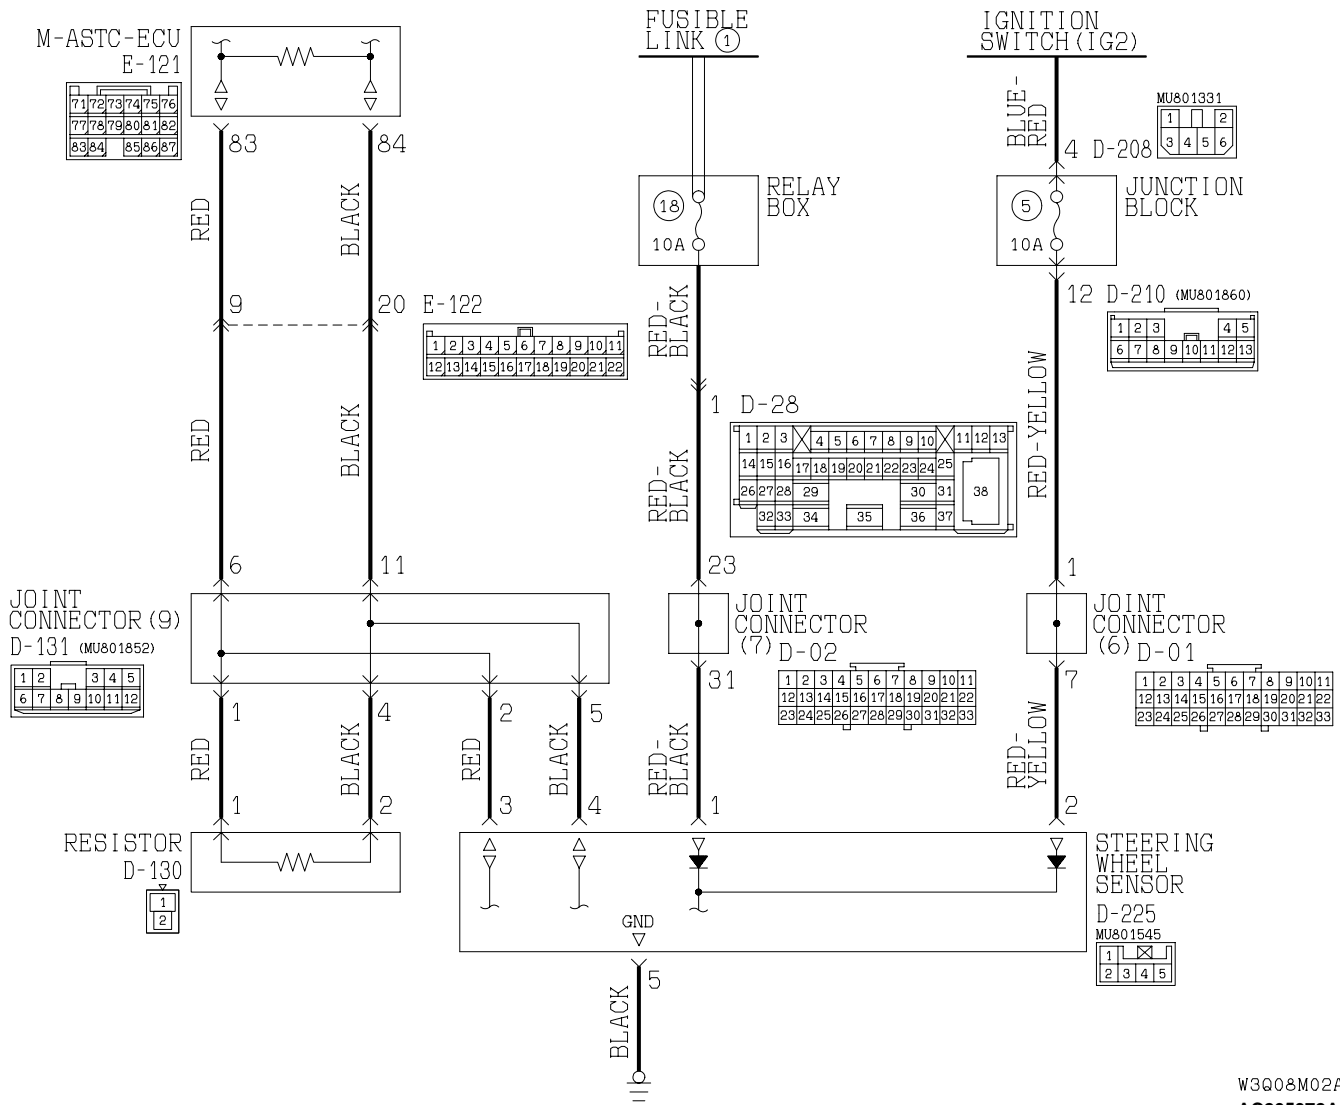 M-ASTC-ECU
E-121
71 72 73 74 75 76
77 78 79 80 81 82
83 84 85 86 87
83
84
FUSIBLE
LINK 1
IGNITION
SWITCH(IG2)
BLUE-
RED
MU801331
1 2
3 4 5 6
4 D-208
RED
BLACK
18
10A
RELAY
BOX
5
10A
JUNCTION
BLOCK
12 D-210 (MU801860)
1 2 3 4 5
6 7 8 9 10 11 12 13
9
20 E-122
1 2 3 4 5 6 7 8 9 10 11
12 13 14 15 16 17 18 19 20 21 22
RED-
BLACK
1 D-28
1 2 3 4 5 6 7 8 9 10 11 12 13
14 15 16 17 18 19 20 21 22 23 24 25
26 27 28 29 30 31 38
32 33 34 35 36 37
RED
BLACK
RED-
BLACK
RED-YELLOW
6
11
23
1
JOINT
CONNECTOR(9)
D-131 (MU801852)
1 2 3 4 5
6 7 8 9 10 11 12
JOINT
CONNECTOR
(7) D-02
1 2 3 4 5 6 7 8 9 10 11
12 13 14 15 16 17 18 19 20 21 22
23 24 25 26 27 28 29 30 31 32 33
JOINT
CONNECTOR
(6) D-01
1 2 3 4 5 6 7 8 9 10 11
12 13 14 15 16 17 18 19 20 21 22
23 24 25 26 27 28 29 30 31 32 33
1
4
2
5
31
7
RED
BLACK
RED
BLACK
RED-
BLACK
RED-
YELLOW
1
2
3
4
1
2
RESISTOR
D-130
1
2
GND
STEERING
WHEEL
SENSOR
D-225
MU801545
1
2 3 4 5
5
BLACK
W3Q08M02A